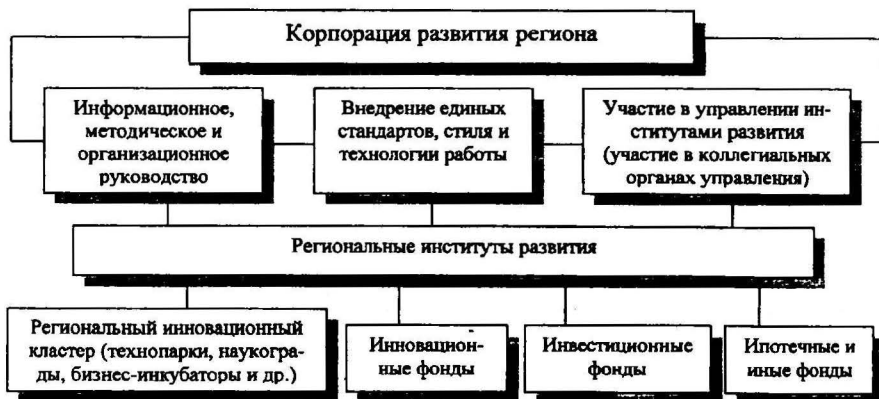 Корпорация развития региона
Информационное,
методическое и
организационное
руководство
Внедрение единых
стандартов, стиля и
технологии работы
Участие в управлении ин-
ститутами развития
(участие в коллегиальных
органах управления)
Региональные институты развития
Региональный инновационный
кластер (технопарки, наукогра-
ды, бизнес-инкубаторы и др.)
Инновацион-
ные фонды
Инвестиционные
фонды
Ипотечные и
иные фонды